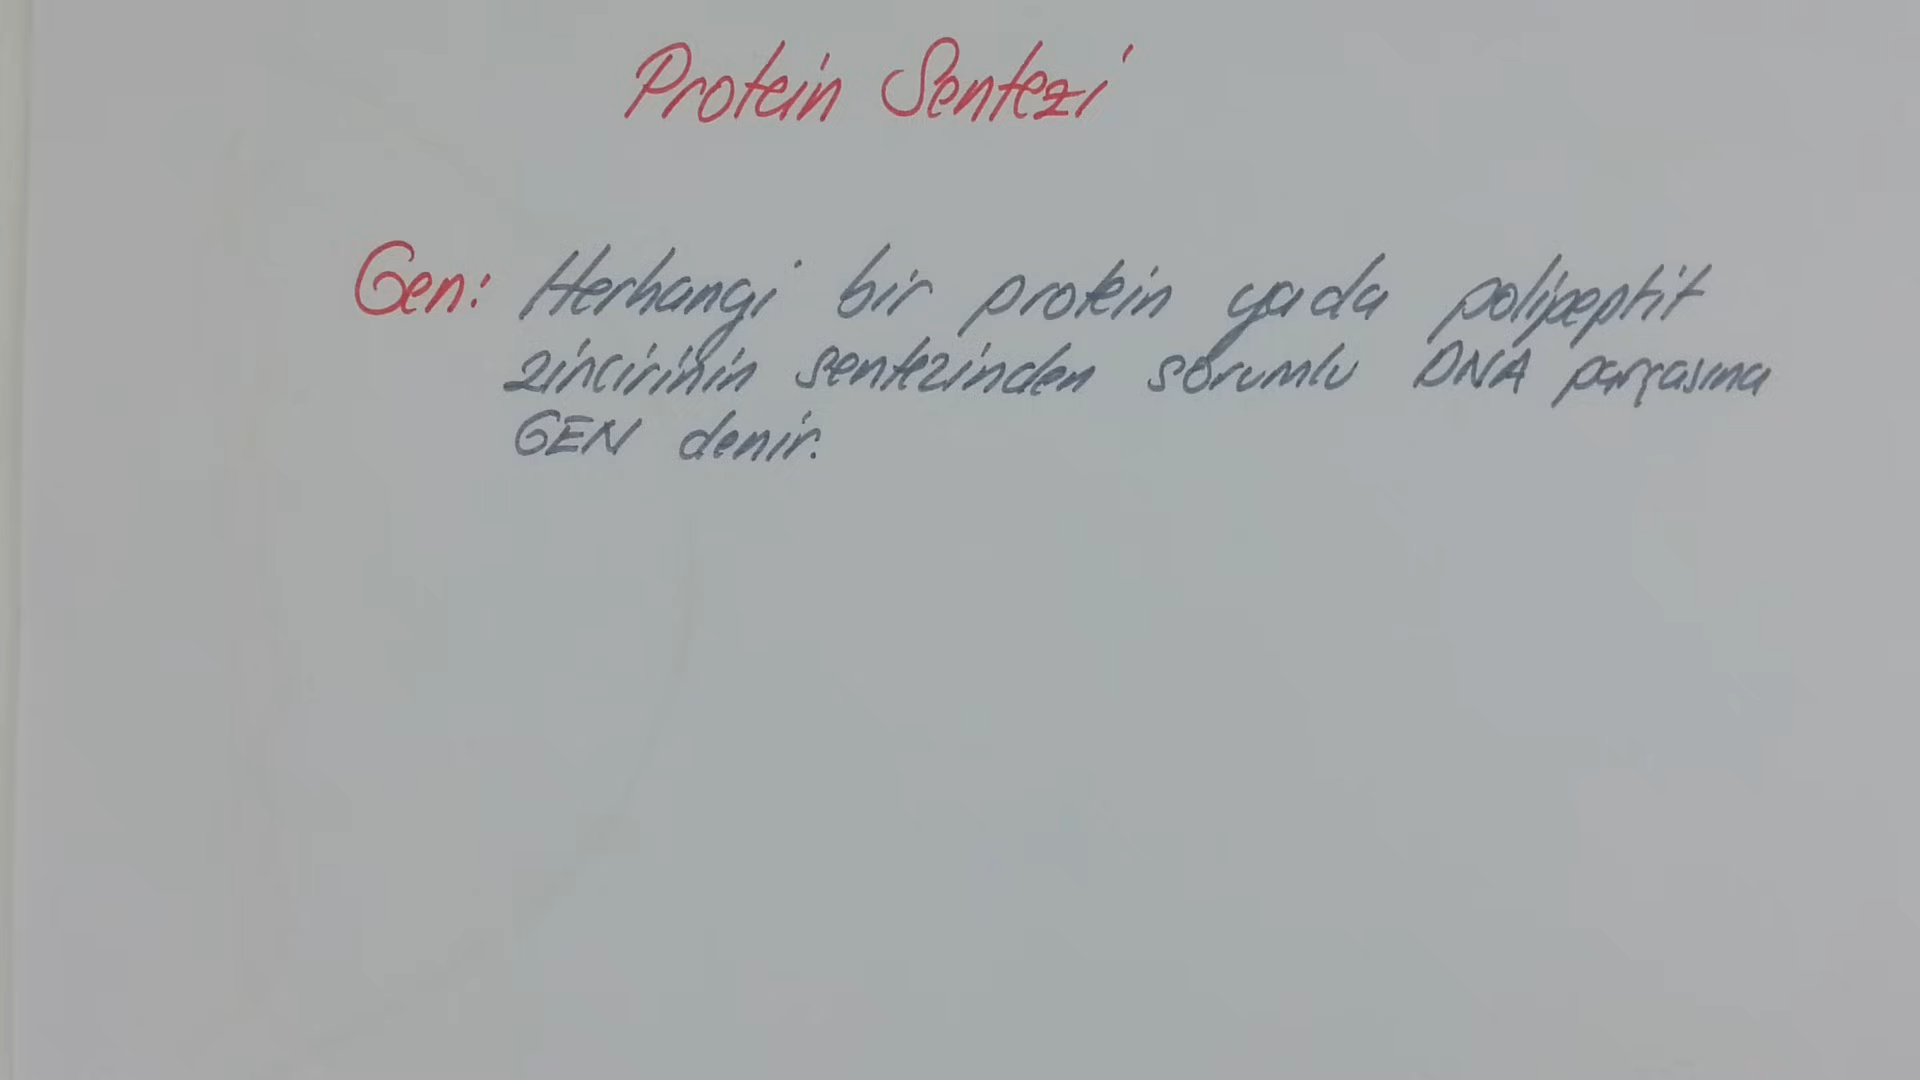 Protein Sentezi
Gen: Herhangi bir protein yada polipeptit
zincirinin sentezinden sorumlu DNA parçasına
GEN denir.